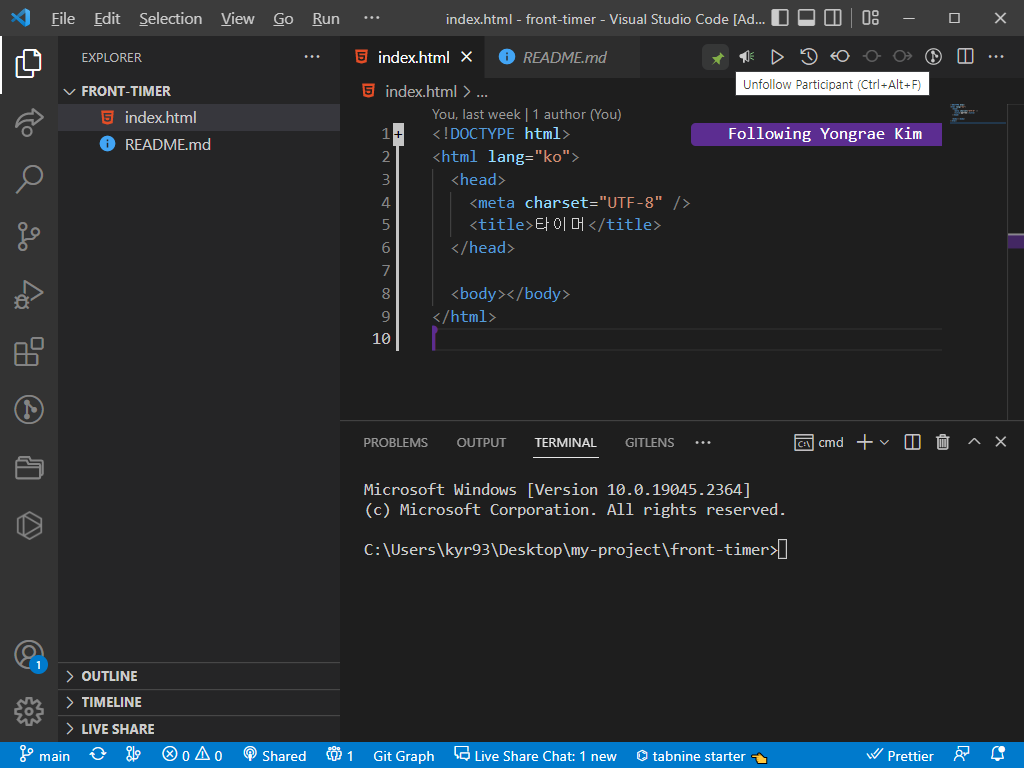 File Edit Selection View Go Run ··· index.html - front-timer - Visual Studio Code [Ad...
EXPLORER ···
FRONT-TIMER
index.html
README.md
OUTLINE
TIMELINE
LIVE SHARE
1
index.html README.md
Unfollow Participant (Ctrl+Alt+F)
index.html > ...
You, last week | 1 author (You)
Following Yongrae Kim
1 + <!DOCTYPE html>
2 <html lang="ko">
3 <head>
4 <meta charset="UTF-8" />
5 <title>타이머</title>
6 </head>
7
8 <body></body>
9 </html>
10
PROBLEMS OUTPUT TERMINAL GITLENS ··· cmd
Microsoft Windows [Version 10.0.19045.2364]
(c) Microsoft Corporation. All rights reserved.
C:\Users\kyr93\Desktop\my-project\front-timer>
main 0 0 Shared 1 Git Graph Live Share Chat: 1 new tabnine starter Prettier